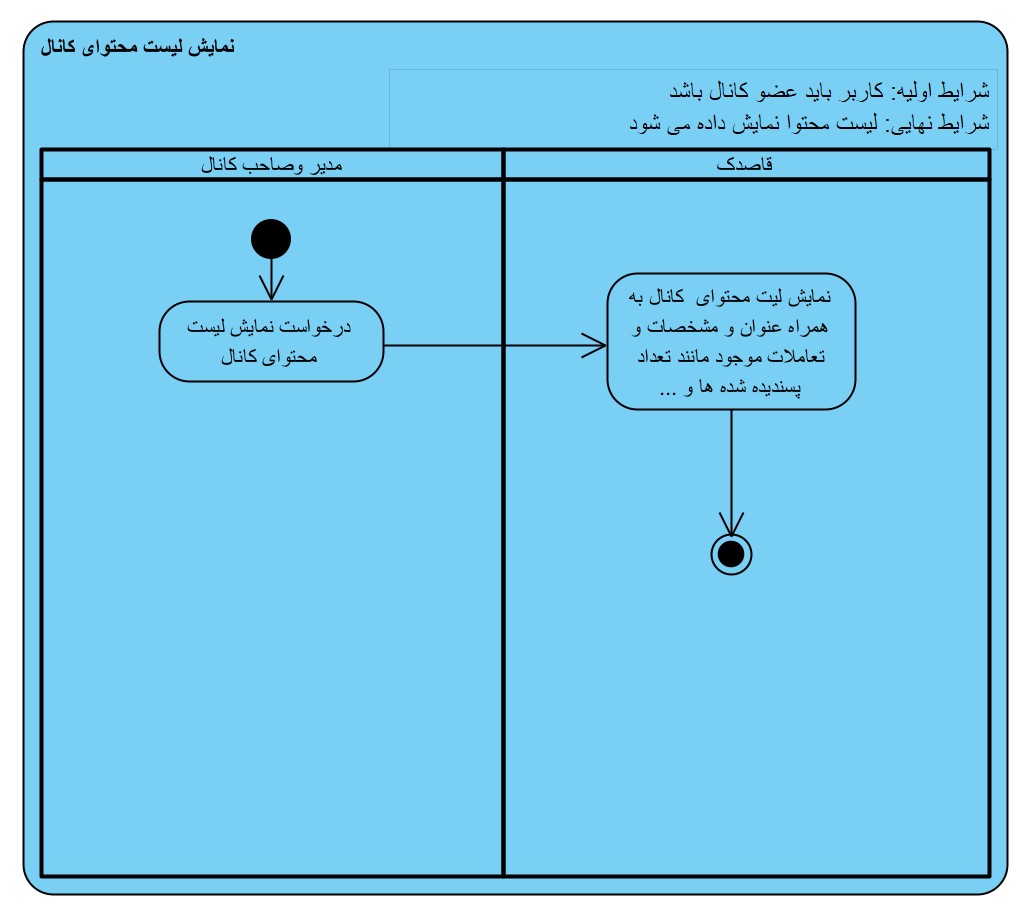 نمایش لیست محتوای کانال
شرایط اولیه: کاربر باید عضو کانال باشد
شرایط نهایی: لیست محتوا نمایش داده می شود
قاصدک
مدیر وصاحب کانال
درخواست نمایش لیست
محتوای کانال
نمایش لیت محتوای کانال به
همراه عنوان و مشخصات و
تعاملات موجود مانند تعداد
پسندیده شده ها و ...